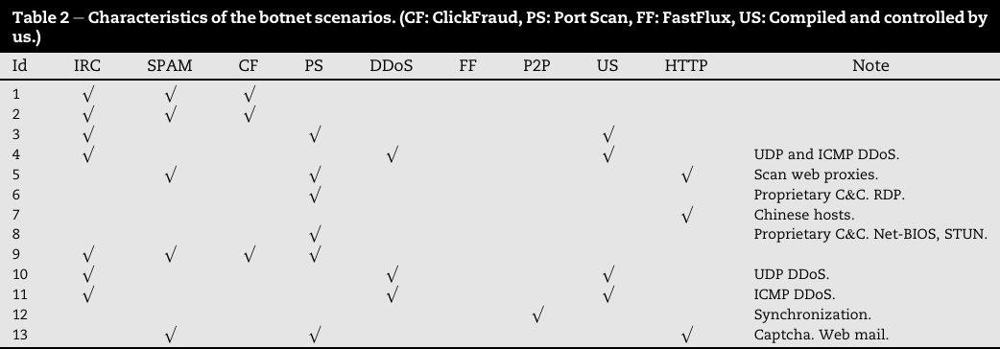 Table 2 – Characteristics of the botnet scenarios. (CF: ClickFraud, PS: Port Scan, FF: FastFlux, US: Compiled and controlled by
us.)
Id IRC SPAM CF PS DDoS FF P2P US HTTP Note
1 √ √ √
2 √ √ √
3 √ √ √
4 √ √ √ UDP and ICMP DDoS.
5 √ √ √ Scan web proxies.
6 √ Proprietary C&C. RDP.
7 √ Chinese hosts.
8 √ Proprietary C&C. Net-BIOS, STUN.
9 √ √ √ √
10 √ √ √ UDP DDoS.
11 √ √ √ ICMP DDoS.
12 √ Synchronization.
13 √ √ √ Captcha. Web mail.